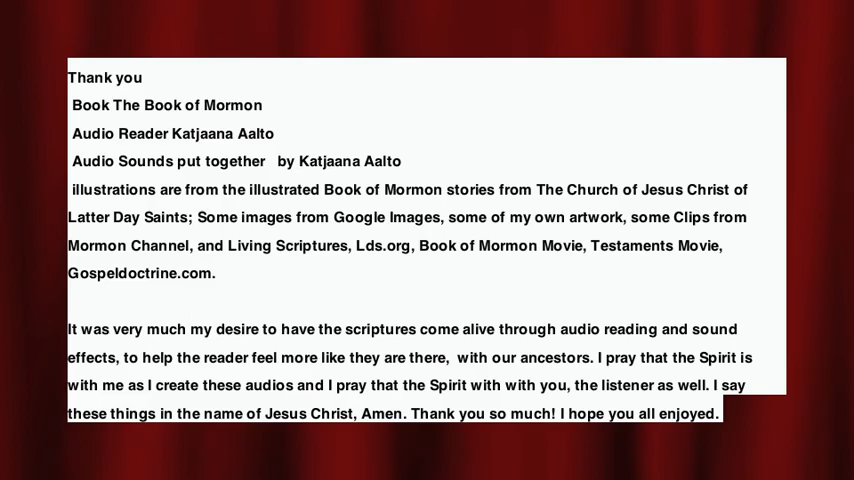 Thank you
Book The Book of Mormon
Audio Reader Katjaana Aalto
Audio Sounds put together by Katjaana Aalto
illustrations are from the illustrated Book of Mormon stories from The Church of Jesus Christ of
Latter Day Saints; Some images from Google Images, some of my own artwork, some Clips from
Mormon Channel, and Living Scriptures, Lds.org, Book of Mormon Movie, Testaments Movie,
Gospeldoctrine.com.
It was very much my desire to have the scriptures come alive through audio reading and sound
effects, to help the reader feel more like they are there, with our ancestors. I pray that the Spirit is
with me as I create these audios and I pray that the Spirit with with you, the listener as well. I say
these things in the name of Jesus Christ, Amen. Thank you so much! I hope you all enjoyed.